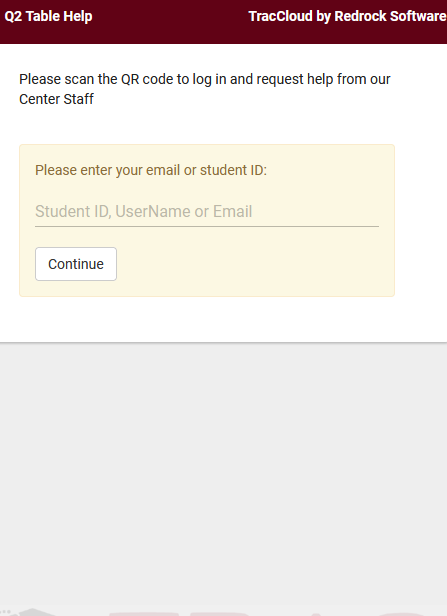 Q2 Table Help
TracCloud by Redrock Software
Please scan the QR code to log in and request help from our
Center Staff
Please enter your email or student ID:
Student ID, UserName or Email
Continue